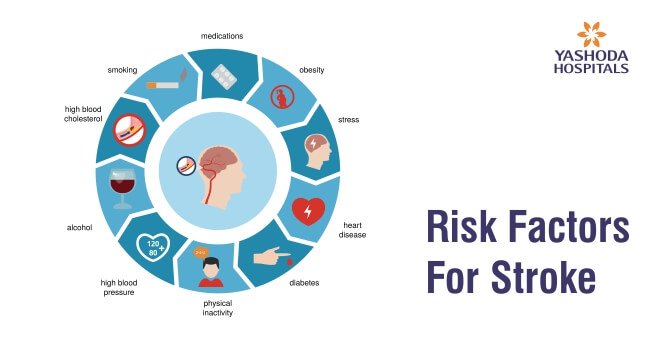 medications
smoking
obesity
high blood
cholesterol
stress
alcohol
heart
disease
120
80 +
high blood
pressure
diabetes
physical
inactivity
YASHODA
HOSPITALS
Risk Factors
For Stroke